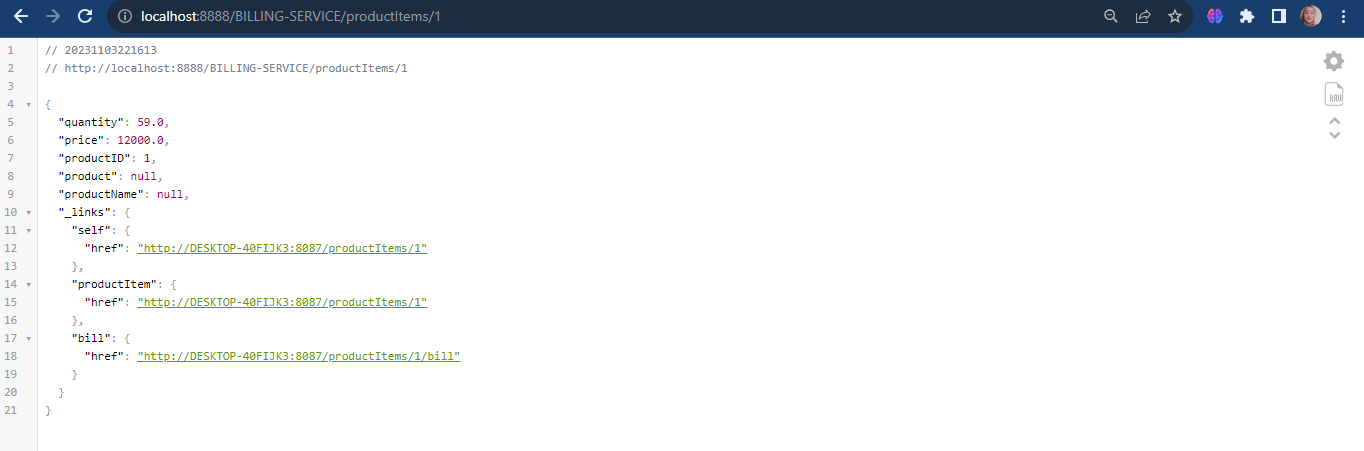 localhost:8888/BILLING-SERVICE/productItems/1
1 // 20231103221613
2 // http://localhost:8888/BILLING-SERVICE/productItems/1
3
4 {
5 "quantity": 59.0,
6 "price": 12000.0,
7 "productID": 1,
8 "product": null,
9 "productName": null,
10 "_links": {
11 "self": {
12 "href": "http://DESKTOP-40FIJK3:8087/productItems/1"
13 },
14 "productItem": {
15 "href": "http://DESKTOP-40FIJK3:8087/productItems/1"
16 },
17 "bill": {
18 "href": "http://DESKTOP-40FIJK3:8087/productItems/1/bill"
19 }
20 }
21 }
RAW